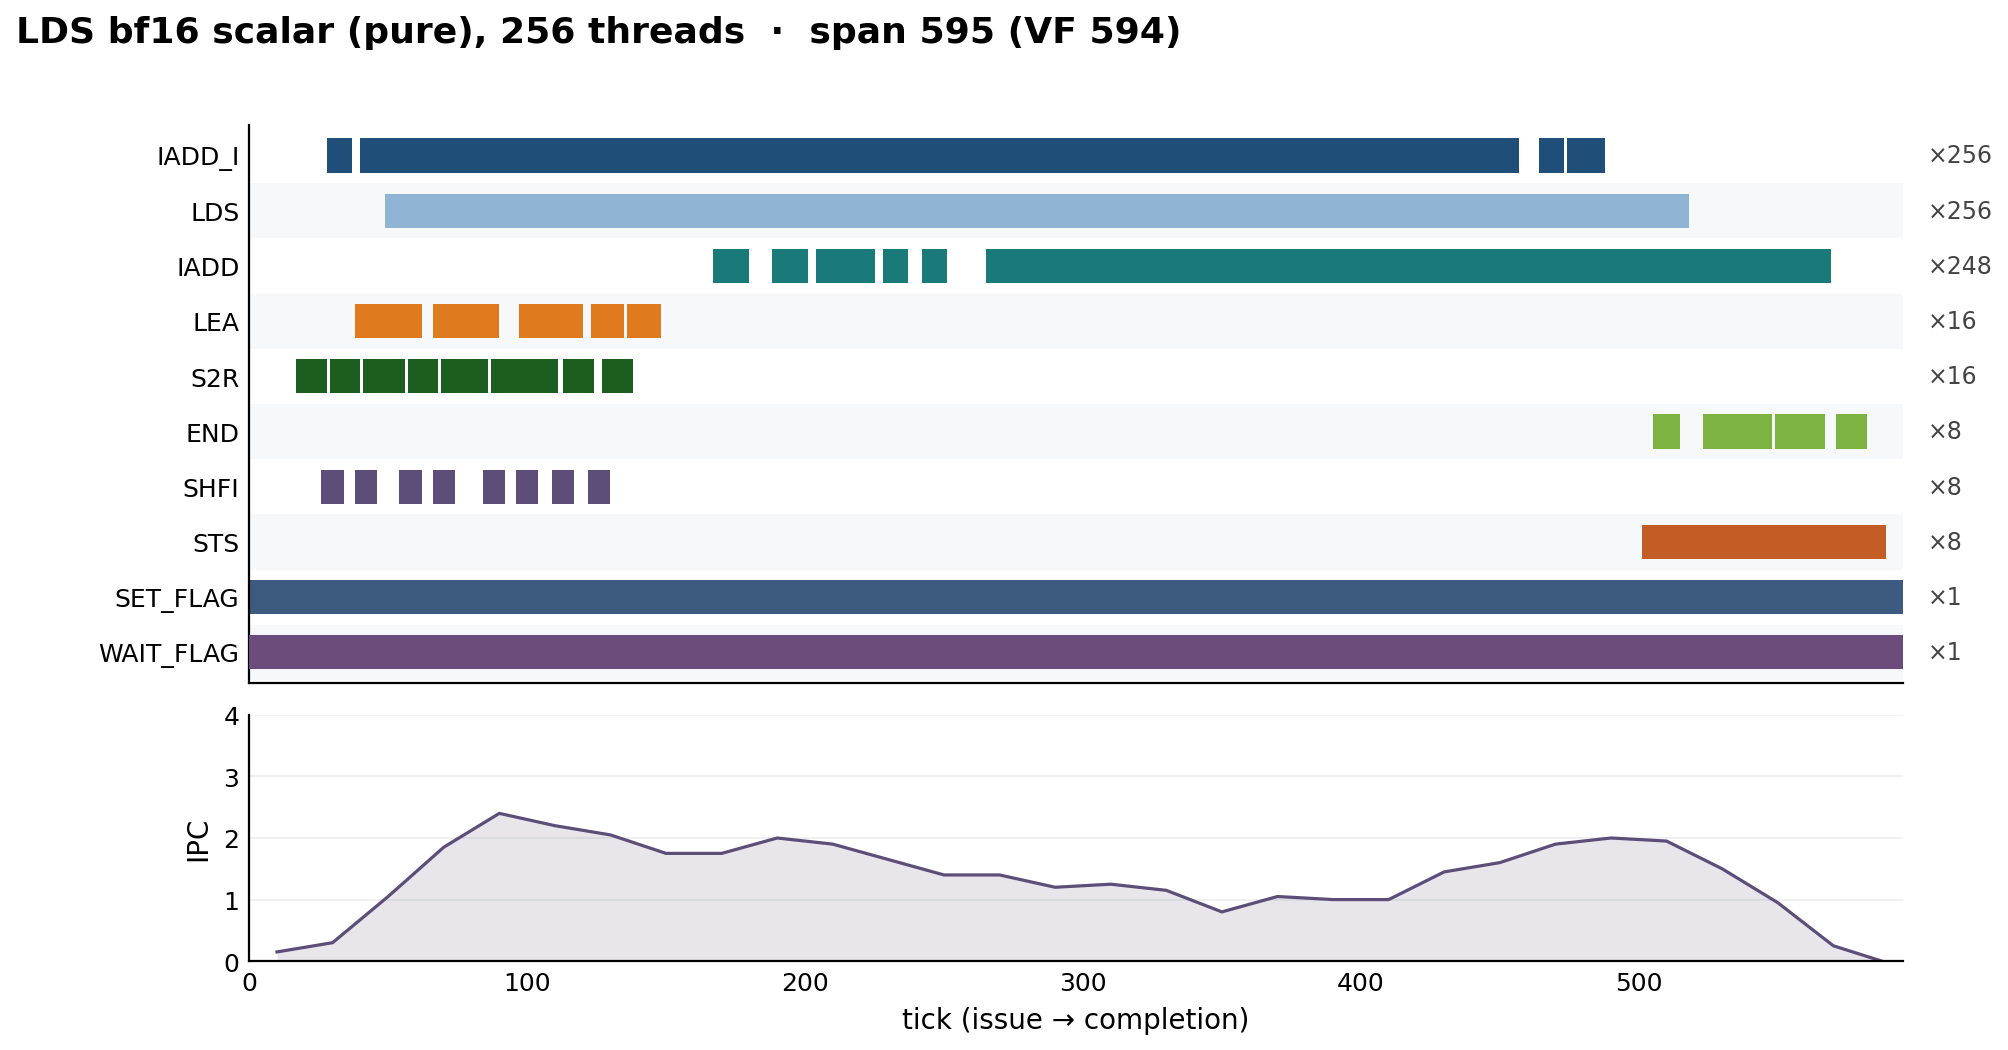 LDS bf16 scalar (pure), 256 threads · span 595 (VF 594)
IADD_I ×256
LDS ×256
IADD ×248
LEA ×16
S2R ×16
END ×8
SHFI ×8
STS ×8
SET_FLAG ×1
WAIT_FLAG ×1
4
3
2
1
0
IPC
0 100 200 300 400 500
tick (issue → completion)